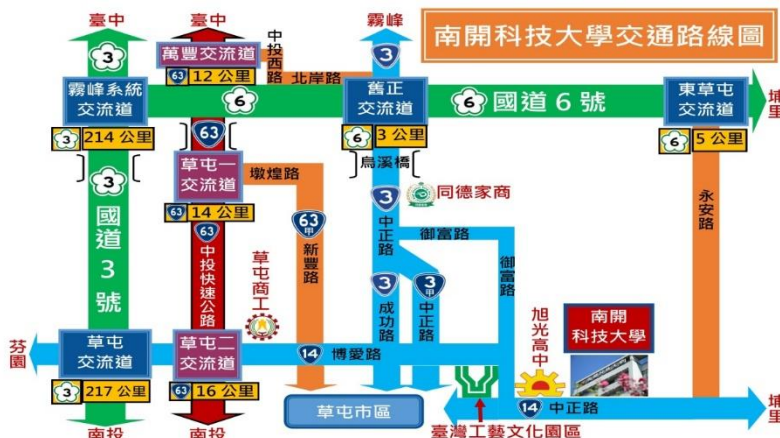 南開科技大學交通路線圖
臺中
臺中
霧峰
3
萬豐交流道
63
12 公里
中投西路
北岸路
3
霧峰系統
交流道
3
214 公里
6
舊正
交流道
6
3 公里
6
國道 6 號
東草屯
交流道
6
5 公里
埔里
63
草屯一
交流道
63
14 公里
墩煌路
烏溪橋
3
國道3號
63
中投快速公路
草屯商工
63甲
新豐路
3
中正路
同德家商
御富路
御富路
永安路
3
成功路
3甲
中正路
旭光高中
南開
科技大學
芬園
草屯
交流道
3
217 公里
草屯二
交流道
63
16 公里
14
博愛路
草屯市區
14
中正路
埔里
南投
南投
臺灣工藝文化園區